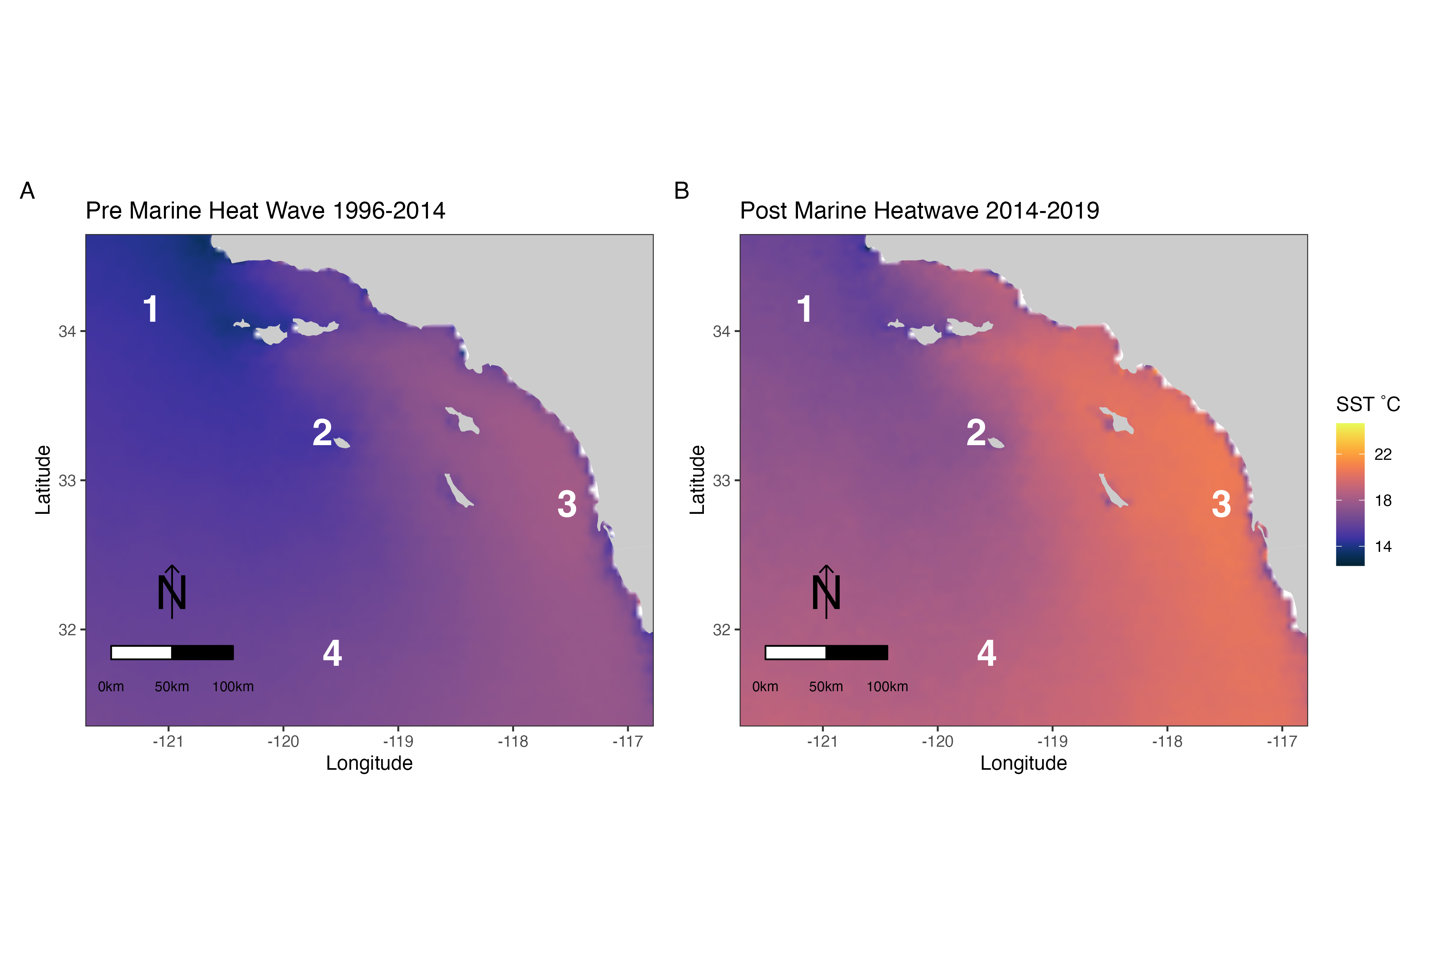 A
Pre Marine Heat Wave 1996-2014
1
2
3
4
N
0km 50km 100km
34
33
32
Latitude
-121 -120 -119 -118 -117
Longitude
B
Post Marine Heatwave 2014-2019
1
2
3
4
N
0km 50km 100km
34
33
32
Latitude
-121 -120 -119 -118 -117
Longitude
SST ˚C
22
18
14